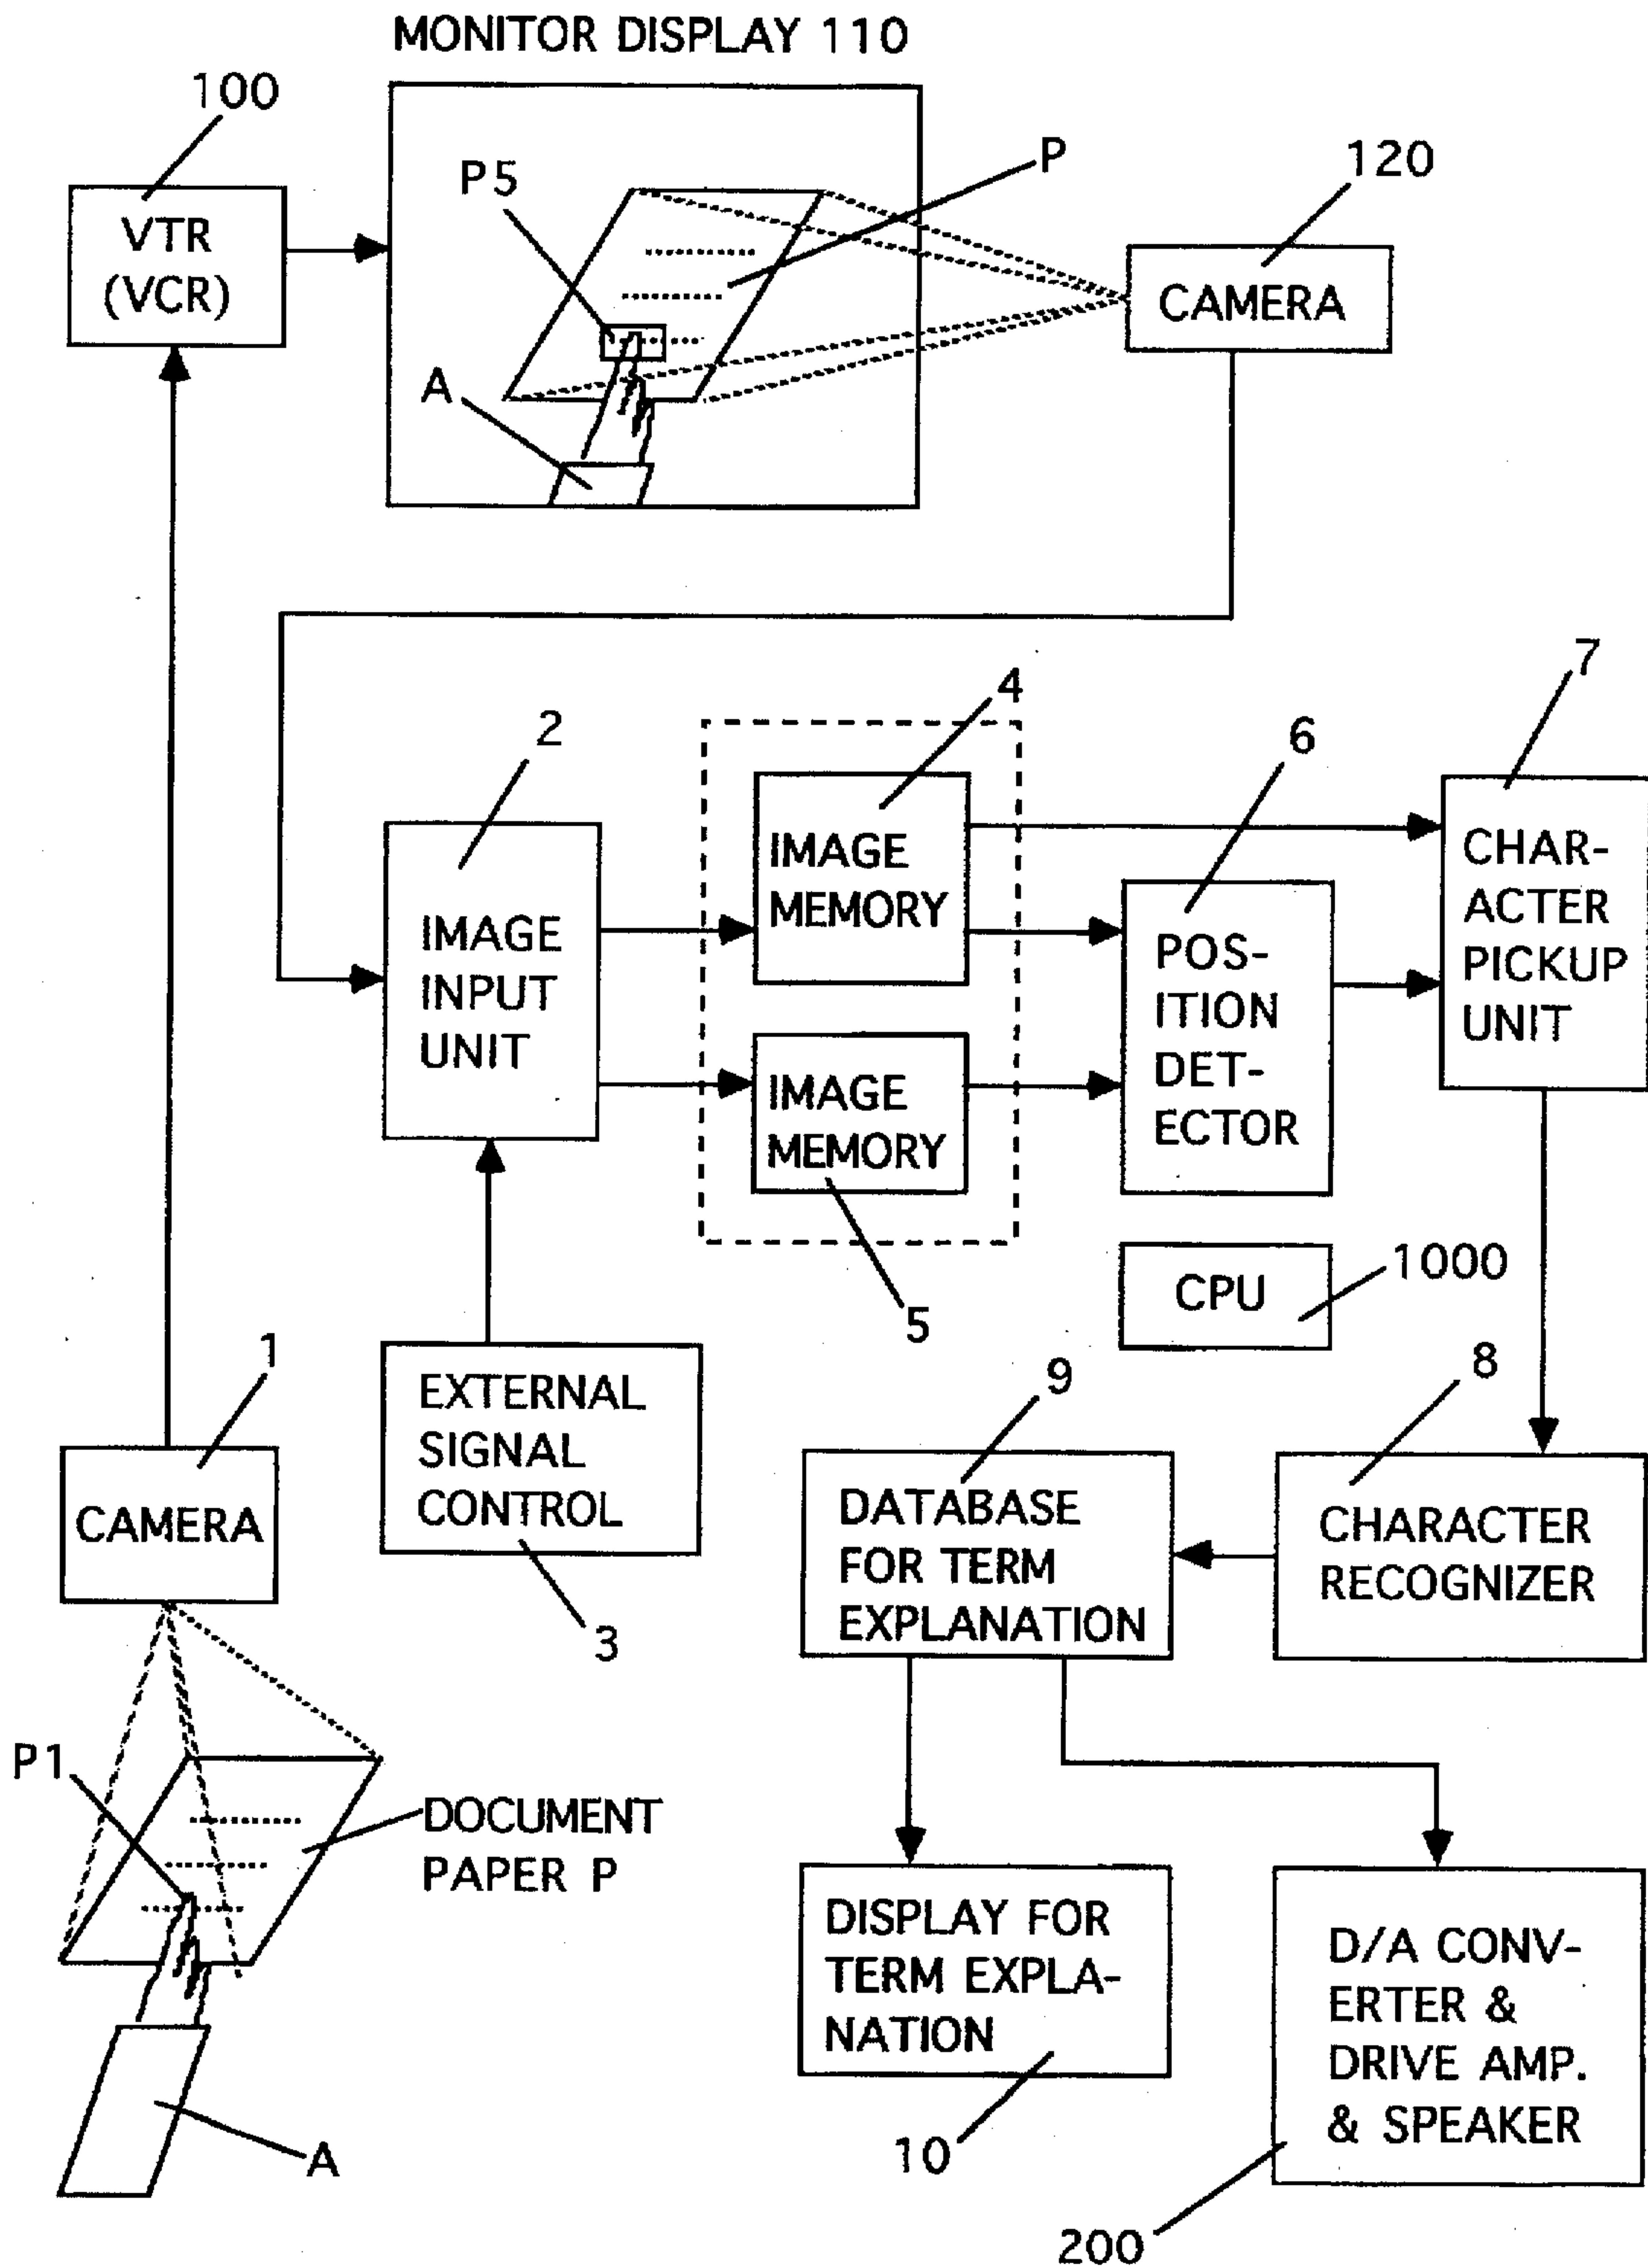 MONITOR DISPLAY 110
100
P5
P
120
VTR
(VCR)
CAMERA
A
2
4
6
7
IMAGE
INPUT
UNIT
IMAGE
MEMORY
IMAGE
MEMORY
5
POS-
ITION
DET-
ECTOR
CHAR-
ACTER
PICKUP
UNIT
CPU
1000
1
CAMERA
EXTERNAL
SIGNAL
CONTROL
3
9
DATABASE
FOR TERM
EXPLANATION
8
CHARACTER
RECOGNIZER
P1
DOCUMENT
PAPER P
A
DISPLAY FOR
TERM EXPLA-
NATION
10
D/A CONV-
ERTER &
DRIVE AMP.
& SPEAKER
200